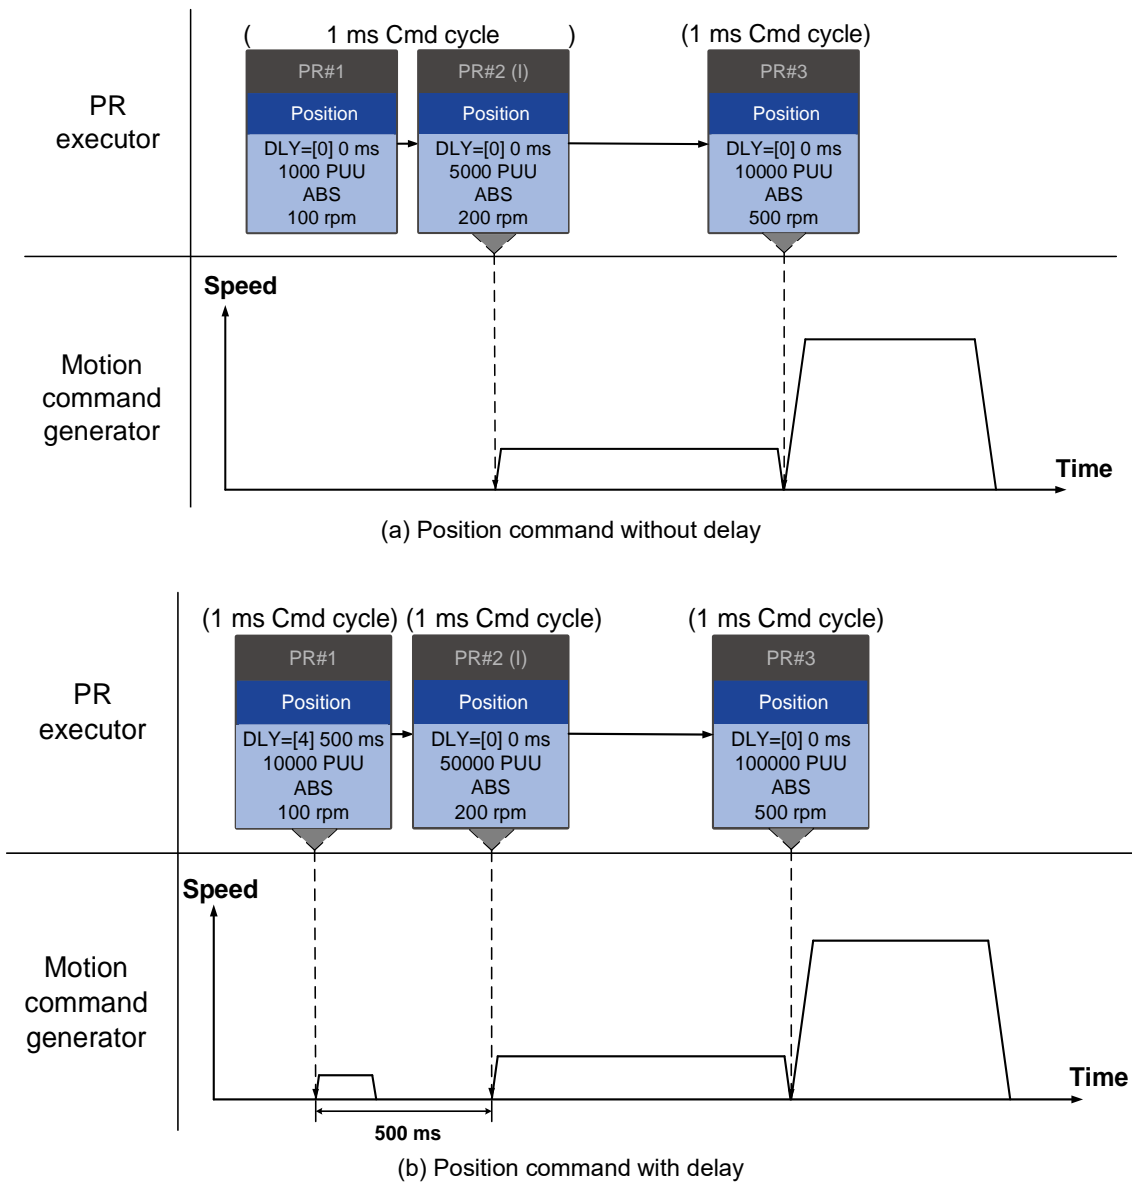 ( 1 ms Cmd cycle ) (1 ms Cmd cycle)
PR
executor
PR#1
Position
DLY=[0] 0 ms
1000 PUU
ABS
100 rpm
PR#2 (I)
Position
DLY=[0] 0 ms
5000 PUU
ABS
200 rpm
PR#3
Position
DLY=[0] 0 ms
10000 PUU
ABS
500 rpm
Motion
command
generator
Speed
Time
(a) Position command without delay
(1 ms Cmd cycle) (1 ms Cmd cycle) (1 ms Cmd cycle)
PR
executor
PR#1
Position
DLY=[4] 500 ms
10000 PUU
ABS
100 rpm
PR#2 (I)
Position
DLY=[0] 0 ms
50000 PUU
ABS
200 rpm
PR#3
Position
DLY=[0] 0 ms
100000 PUU
ABS
500 rpm
Motion
command
generator
Speed
Time
500 ms
(b) Position command with delay